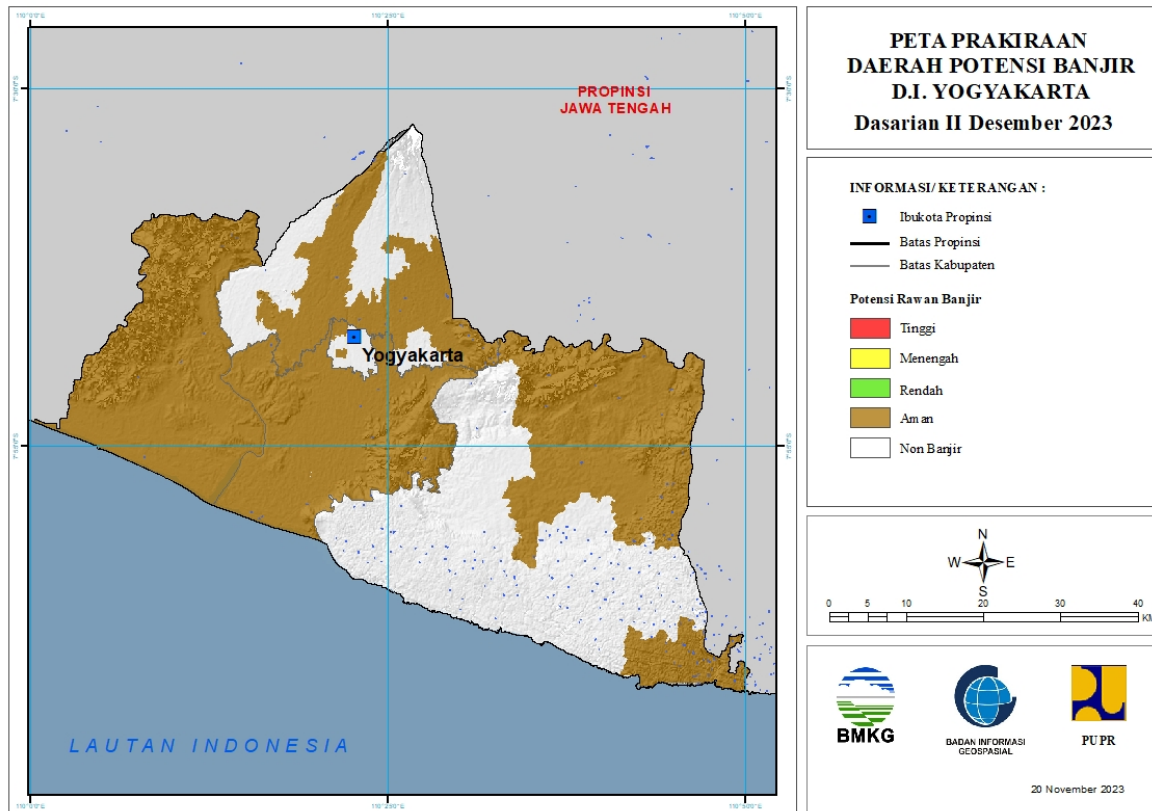 PETA PRAKIRAAN
DAERAH POTENSI BANJIR
D.I. YOGYAKARTA
Dasarian II Desember 2023
INFORMASI/ KETERANGAN :
Ibukota Propinsi
Batas Propinsi
Batas Kabupaten
Potensi Rawan Banjir
Tinggi
Menengah
Rendah
Aman
Non Banjir
N
W E
S
0 5 10 20 30 40
KM
BMKG
BADAN INFORMASI
GEOSPASIAL
PUPR
20 November 2023
PROPINSI
JAWA TENGAH
Yogyakarta
LAUTAN INDONESIA